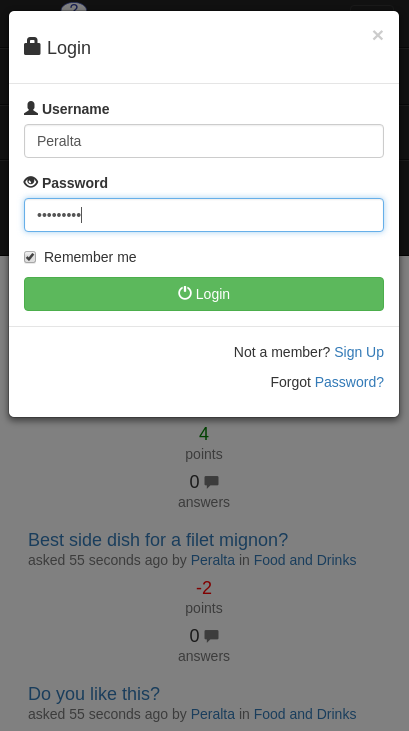 ?
Login
×
Username
Peralta
Password
•••••••••
Remember me
Login
Not a member? Sign Up
Forgot Password?
4
points
0
answers
Best side dish for a filet mignon?
asked 55 seconds ago by Peralta in Food and Drinks
-2
points
0
answers
Do you like this?
asked 55 seconds ago by Peralta in Food and Drinks